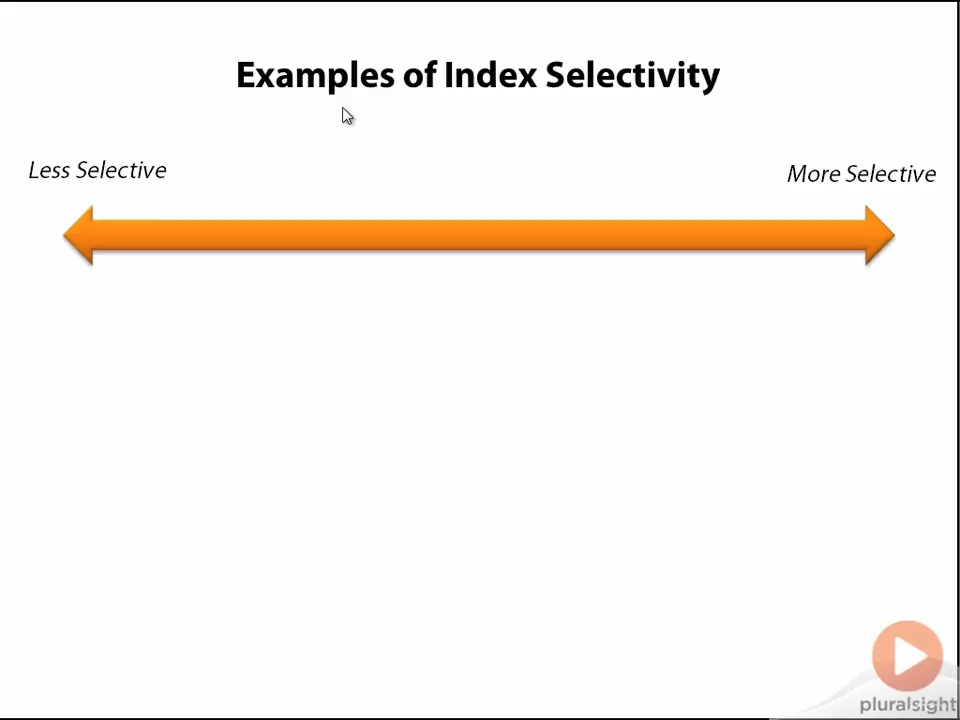 Examples of Index Selectivity
Less Selective
More Selective
pluralsight